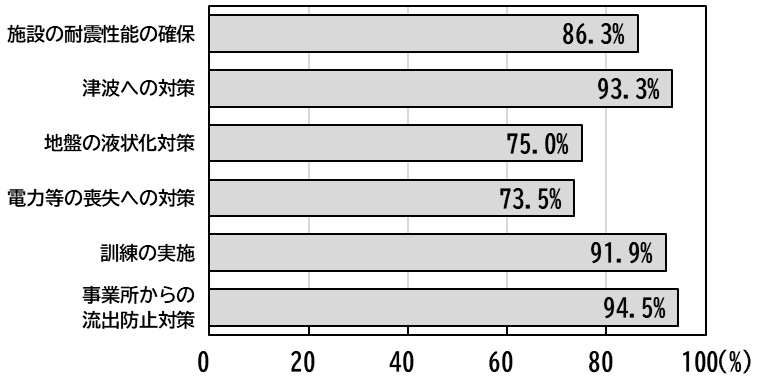 施設の耐震性能の確保
86.3%
津波への対策
93.3%
地盤の液状化対策
75.0%
電力等の喪失への対策
73.5%
訓練の実施
91.9%
事業所からの
流出防止対策
94.5%
0 20 40 60 80 100(%)